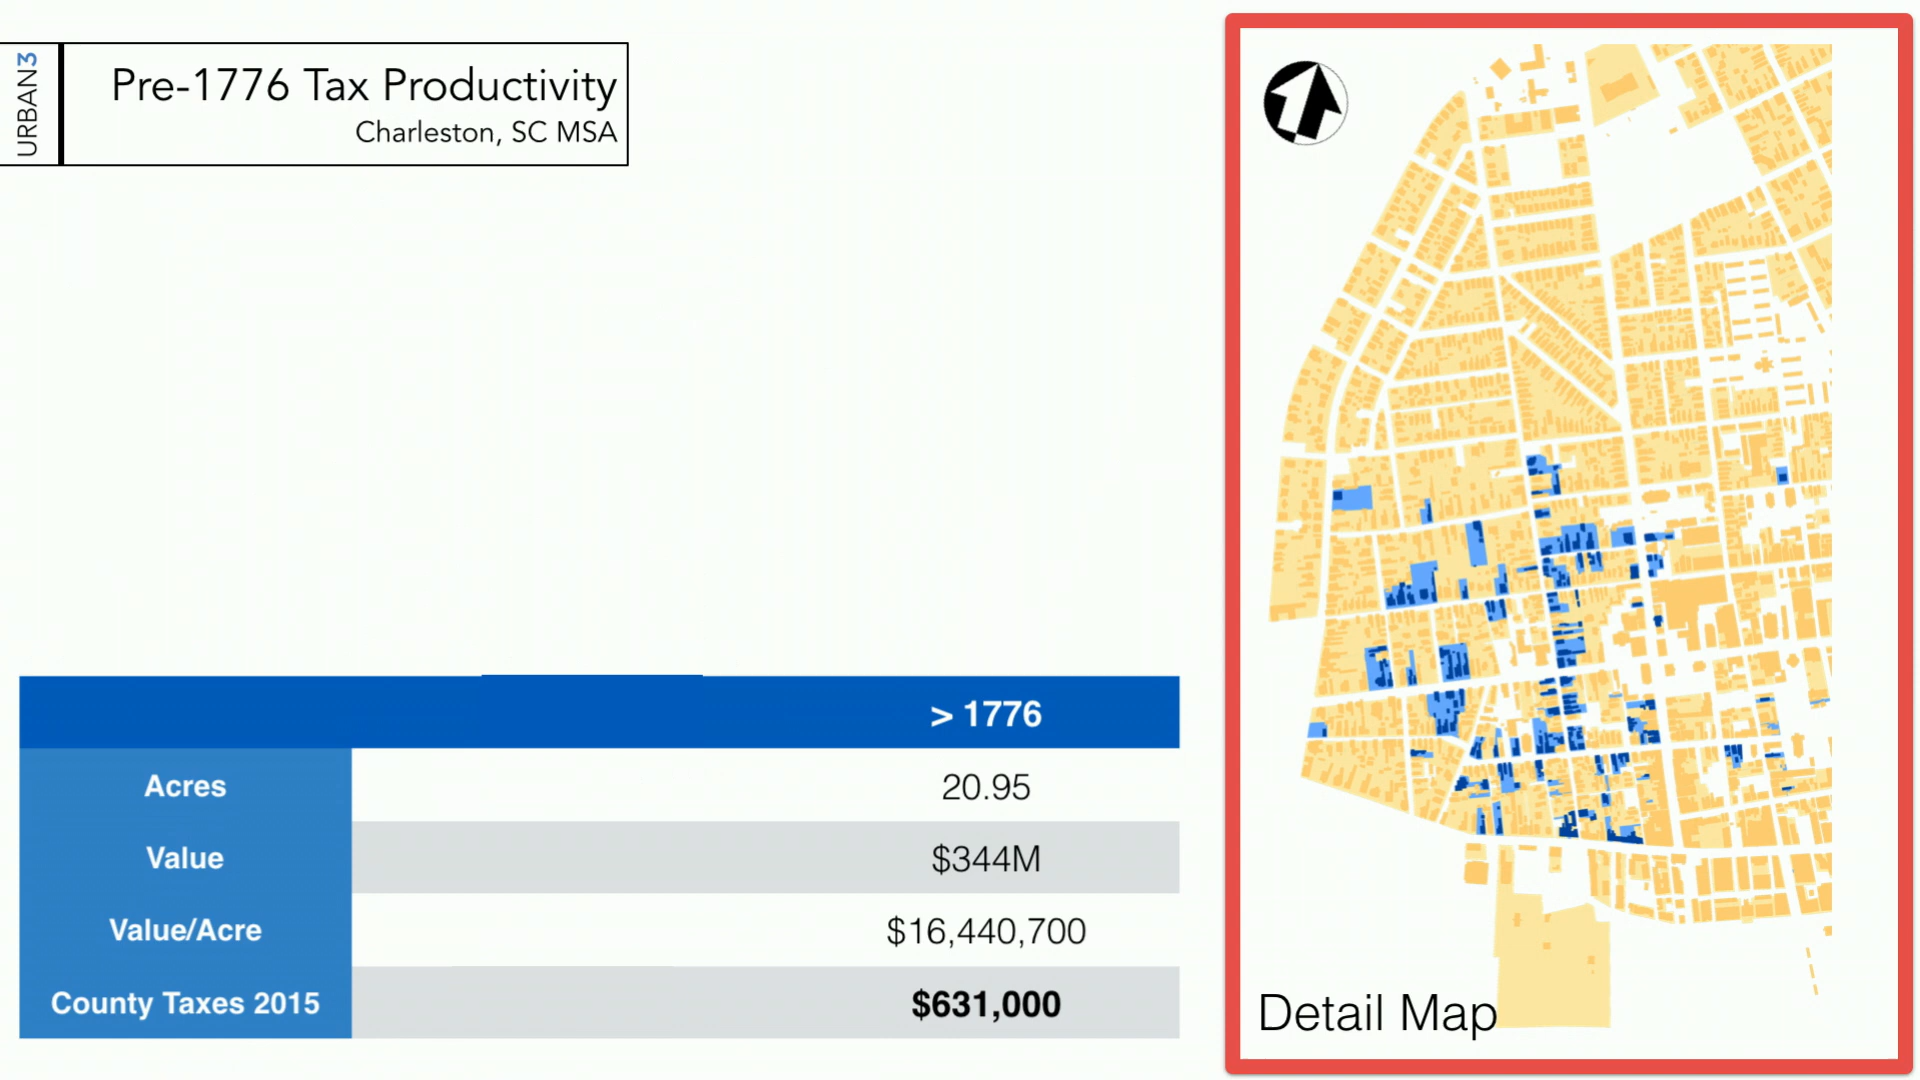 URBAN3
Pre-1776 Tax Productivity
Charleston, SC MSA
> 1776
Acres 20.95
Value $344M
Value/Acre $16,440,700
County Taxes 2015 $631,000
Detail Map